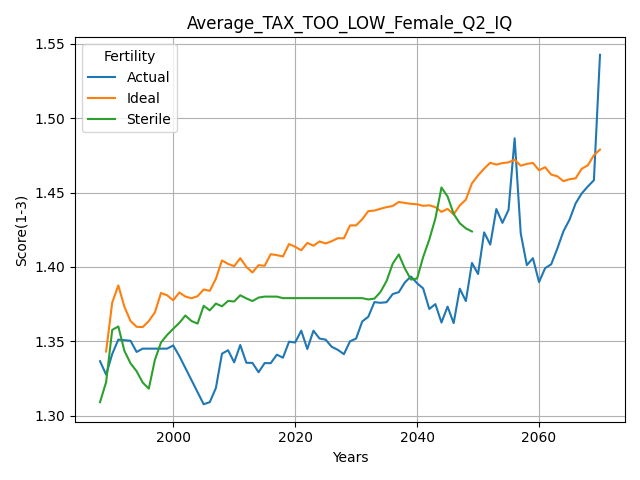 Average_TAX_TOO_LOW_Female_Q2_IQ
Fertility
Actual
Ideal
Sterile
Score(1-3)
1.55
1.50
1.45
1.40
1.35
1.30
2000
2020
2040
2060
Years